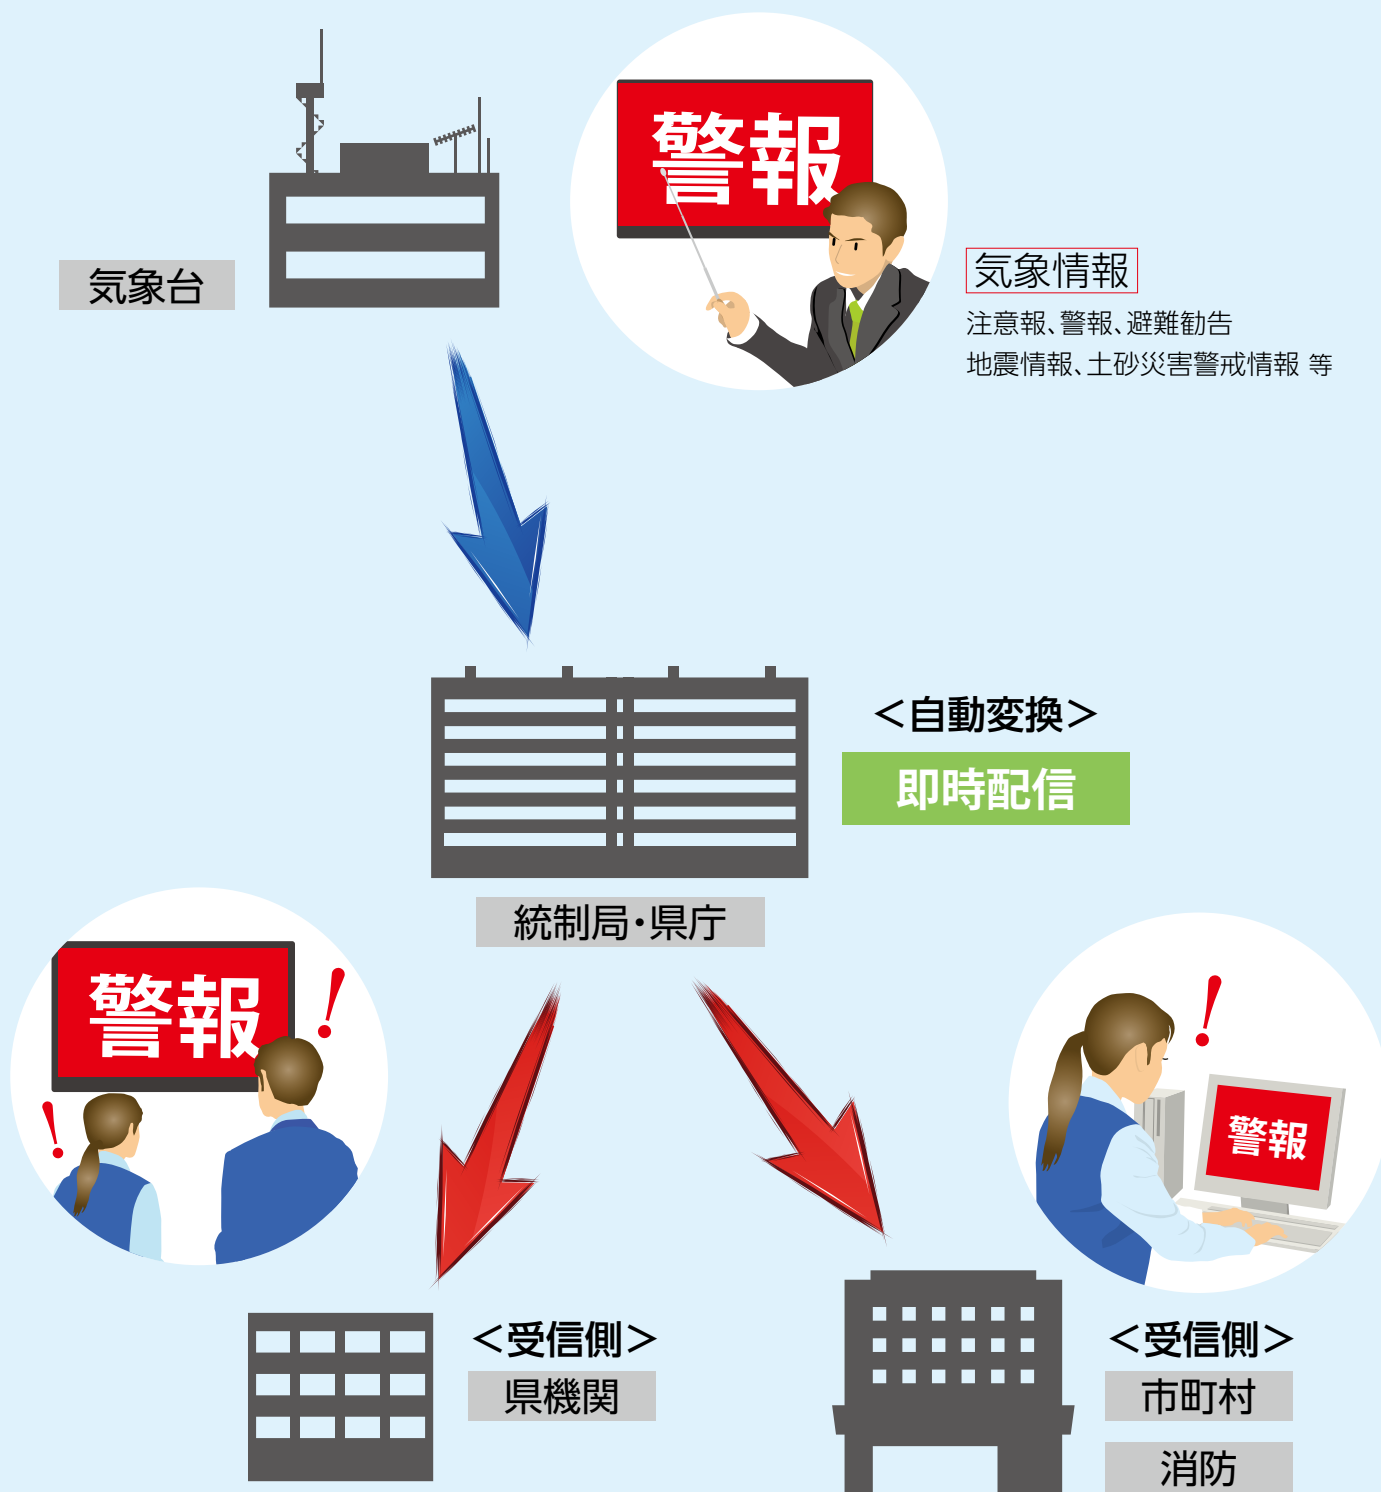 警報
気象台
気象情報
注意報、警報、避難勧告
地震情報、土砂災害警戒情報 等
<自動変換>
即時配信
統制局・県庁
警報
!
!
!
警報
<受信側>
県機関
<受信側>
市町村
消防